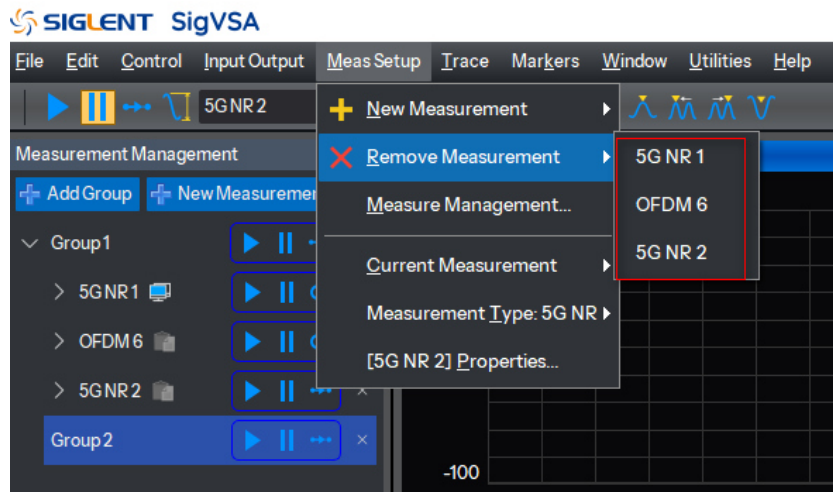 SIGLENT SigVSA
File Edit Control Input Output Meas Setup Trace Markers Window Utilities Help
5G NR 2
New Measurement
Remove Measurement
Measure Management...
Current Measurement
Measurement Type: 5G NR
[5G NR 2] Properties...
5G NR 1
OFDM 6
5G NR 2
Measurement Management
Add Group New Measuremen
Group1
5G NR 1
OFDM 6
5G NR 2
Group2
-100